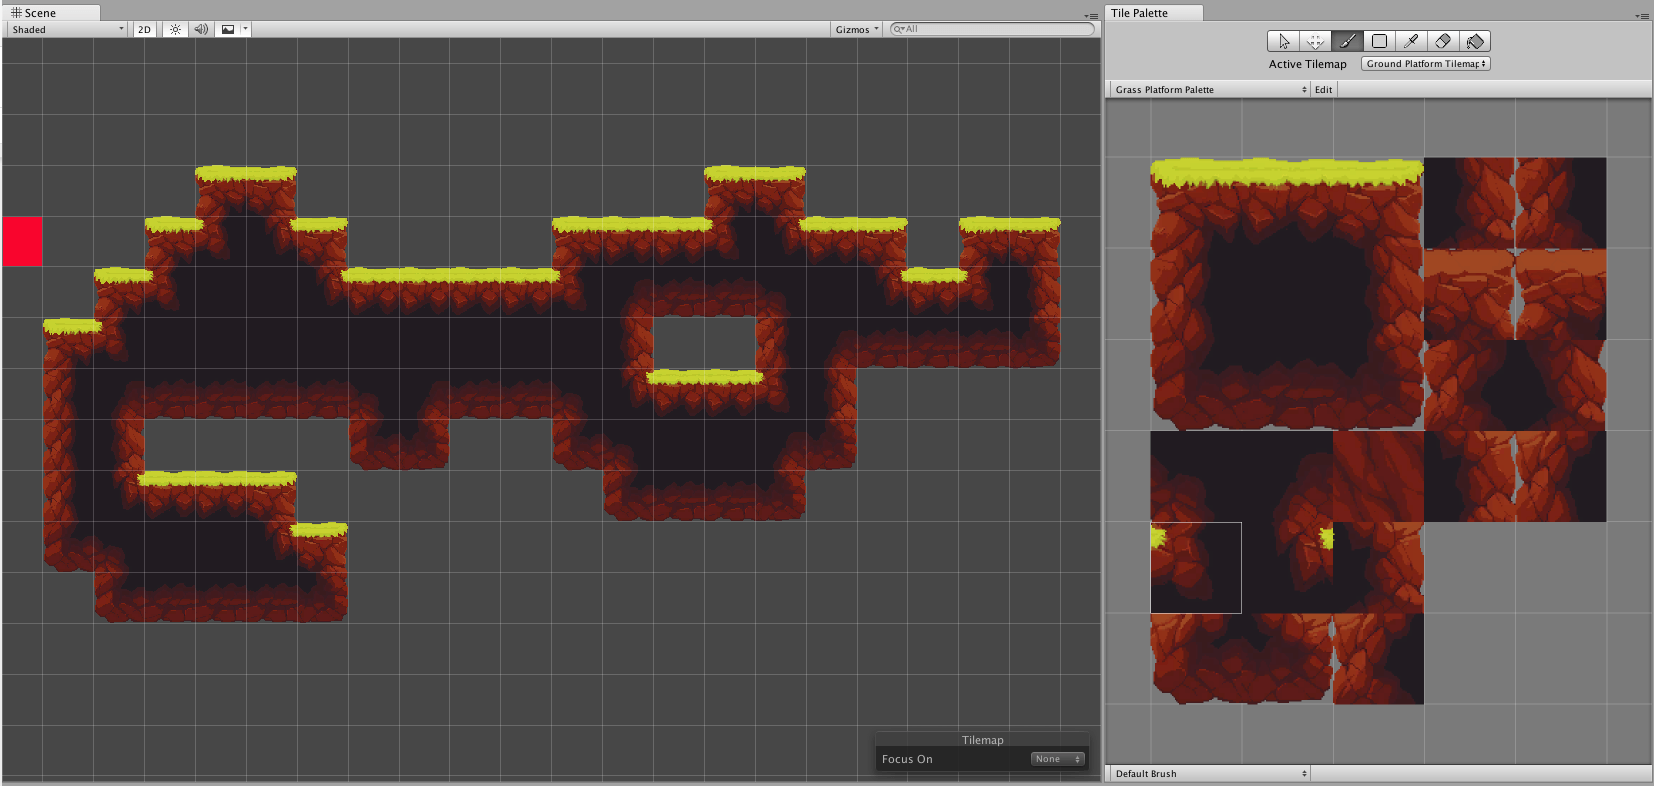 Scene
Shaded
2D
Gizmos
All
Tilemap
Focus On
None
Tile Palette
Active Tilemap
Ground Platform Tilemap
Grass Platform Palette
Edit
Default Brush